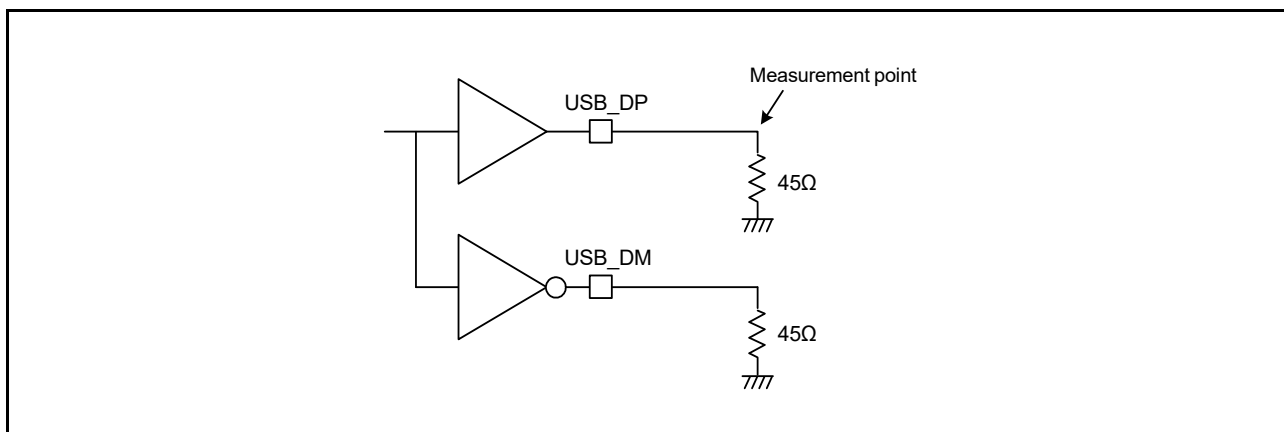 Measurement point
USB_DP
45Ω
USB_DM
45Ω